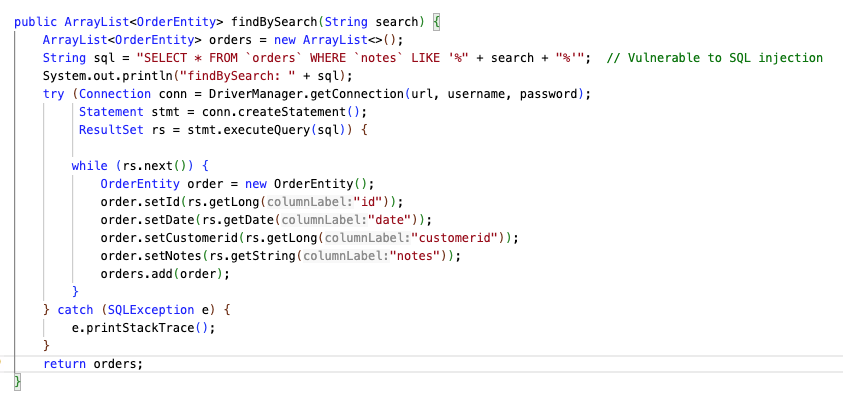 public ArrayList<OrderEntity> findBySearch(String search) {
    ArrayList<OrderEntity> orders = new ArrayList<>();
    String sql = "SELECT * FROM `orders` WHERE `notes` LIKE '%" + search + "%'";  // Vulnerable to SQL injection
    System.out.println("findBySearch: " + sql);
    try (Connection conn = DriverManager.getConnection(url, username, password);
         Statement stmt = conn.createStatement();
         ResultSet rs = stmt.executeQuery(sql)) {

        while (rs.next()) {
            OrderEntity order = new OrderEntity();
            order.setId(rs.getLong(columnLabel:"id"));
            order.setDate(rs.getDate(columnLabel:"date"));
            order.setCustomerid(rs.getLong(columnLabel:"customerid"));
            order.setNotes(rs.getString(columnLabel:"notes"));
            orders.add(order);
        }
    } catch (SQLException e) {
        e.printStackTrace();
    }
    return orders;
}